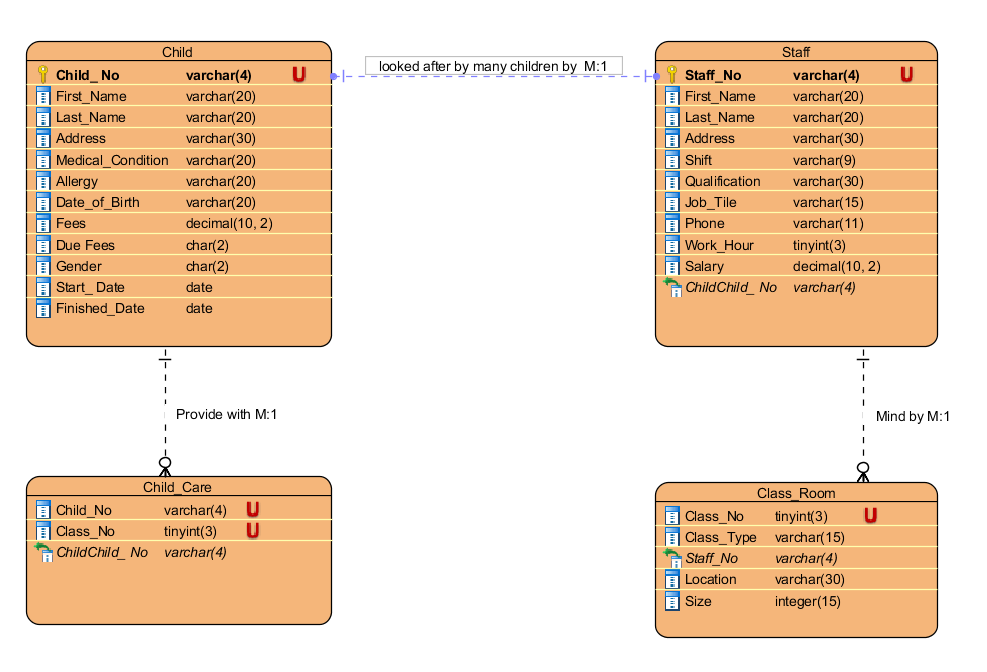 Child
Child_ No varchar(4) U
First_Name varchar(20)
Last_Name varchar(20)
Address varchar(30)
Medical_Condition varchar(20)
Allergy varchar(20)
Date_of_Birth varchar(20)
Fees decimal(10, 2)
Due Fees char(2)
Gender char(2)
Start_ Date date
Finished_Date date
looked after by many children by M:1
Staff
Staff_No varchar(4) U
First_Name varchar(20)
Last_Name varchar(20)
Address varchar(30)
Shift varchar(9)
Qualification varchar(30)
Job_Tile varchar(15)
Phone varchar(11)
Work_Hour tinyint(3)
Salary decimal(10, 2)
ChildChild_ No varchar(4)
Provide with M:1
Mind by M:1
Child_Care
Child_No varchar(4) U
Class_No tinyint(3) U
ChildChild_ No varchar(4)
Class_Room
Class_No tinyint(3) U
Class_Type varchar(15)
Staff_No varchar(4)
Location varchar(30)
Size integer(15)